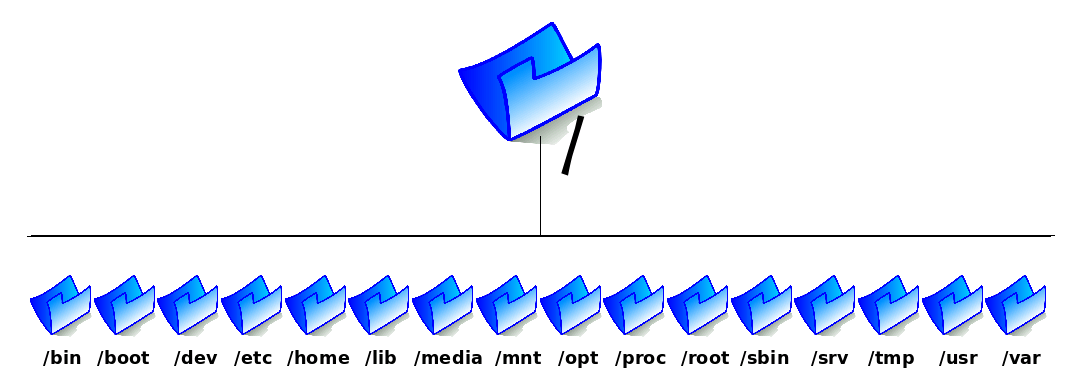 /
/bin /boot /dev /etc /home /lib /media /mnt /opt /proc /root /sbin /srv /tmp /usr /var